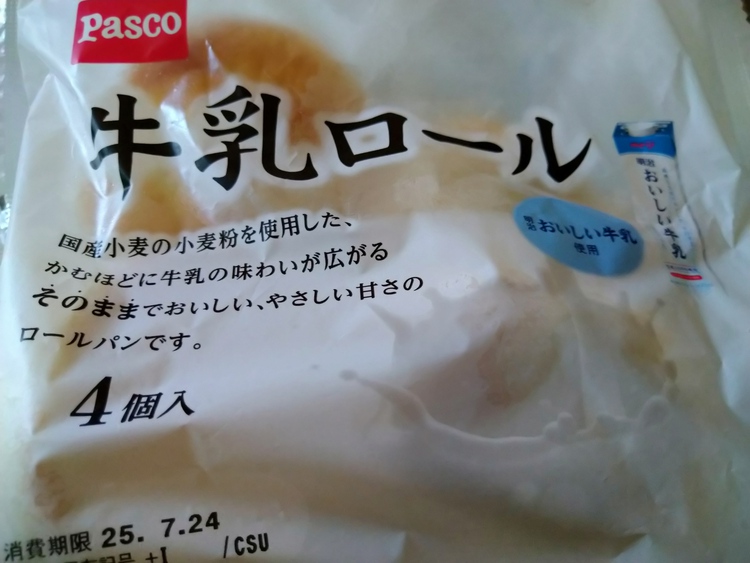 Pasco
牛乳ロール
明治
おいしい牛乳
明治
おいしい牛乳
使用
国産小麦の小麦粉を使用した、
かむほどに牛乳の味わいが広がる
そのままでおいしい、やさしい甘さの
ロールパンです。
4個入
消費期限 25. 7.24
/CSU